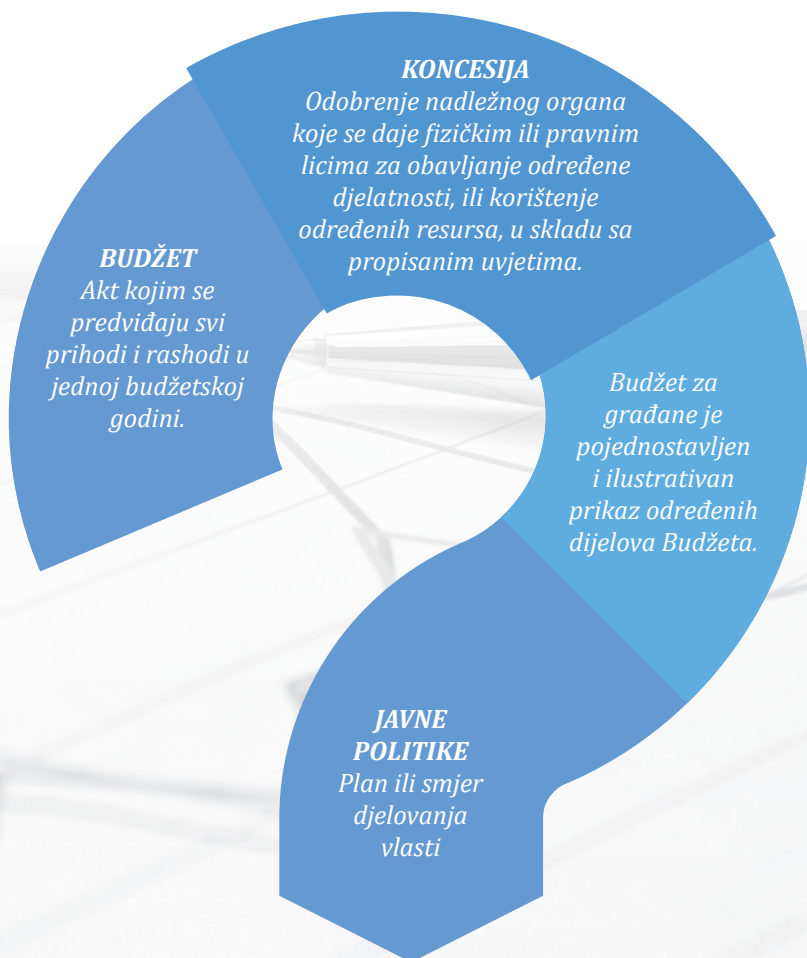 KONCESIJA
Odobrenje nadležnog organa
koje se daje fizičkim ili pravnim
licima za obavljanje određene
djelatnosti, ili korištenje
određenih resursa, u skladu sa
propisanim uvjetima.
BUDŽET
Akt kojim se
predviđaju svi
prihodi i rashodi u
jednoj budžetskoj
godini.
Budžet za
građane je
pojednostavljen
i ilustrativan
prikaz određenih
dijelova Budžeta.
JAVNE
POLITIKE
Plan ili smjer
djelovanja
vlasti